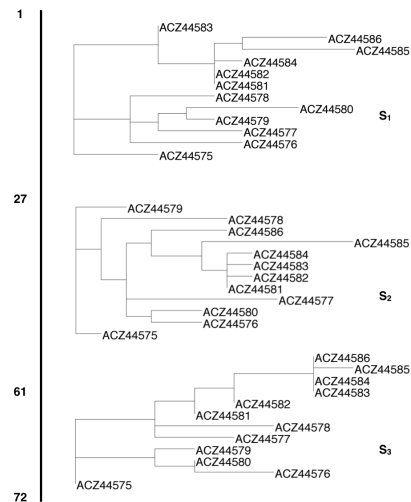 1
ACZ44583
ACZ44586
ACZ44585
ACZ44584
ACZ44582
ACZ44581
ACZ44578
ACZ44580
ACZ44579
S1
ACZ44577
ACZ44576
ACZ44575
27
ACZ44579
ACZ44578
ACZ44586
ACZ44585
ACZ44584
ACZ44583
ACZ44582
ACZ44581
S2
ACZ44577
ACZ44580
ACZ44576
ACZ44575
ACZ44586
ACZ44585
ACZ44584
61
ACZ44583
ACZ44582
ACZ44581
ACZ44578
ACZ44577
ACZ44579
S3
ACZ44580
ACZ44576
ACZ44575
72